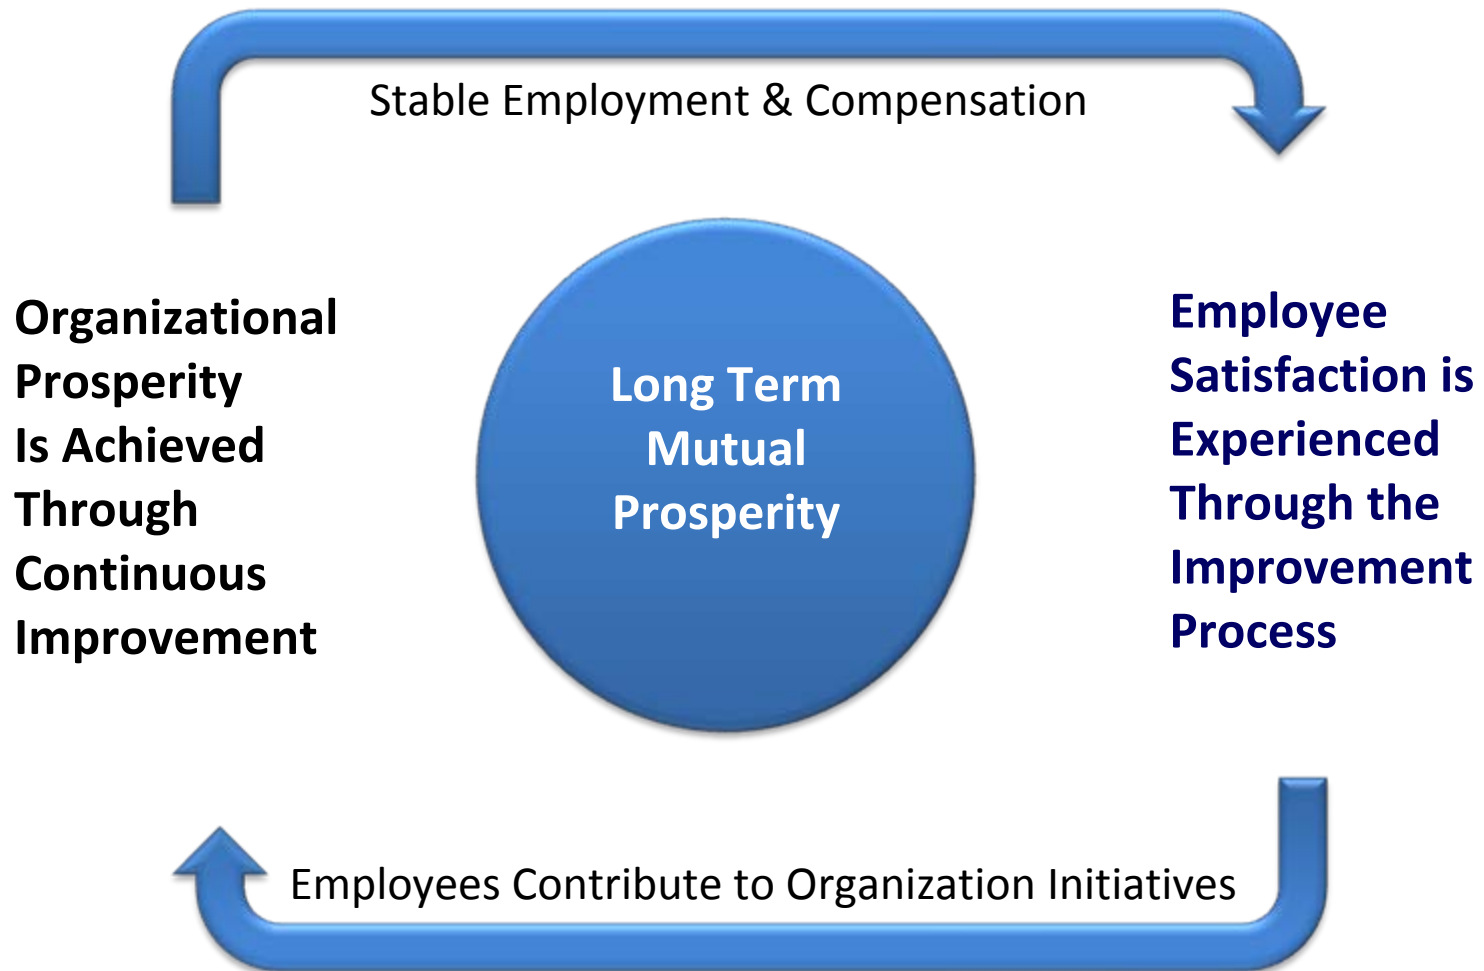 Stable Employment & Compensation
Organizational
Prosperity
Is Achieved
Through
Continuous
Improvement
Long Term
Mutual
Prosperity
Employee
Satisfaction is
Experienced
Through the
Improvement
Process
Employees Contribute to Organization Initiatives